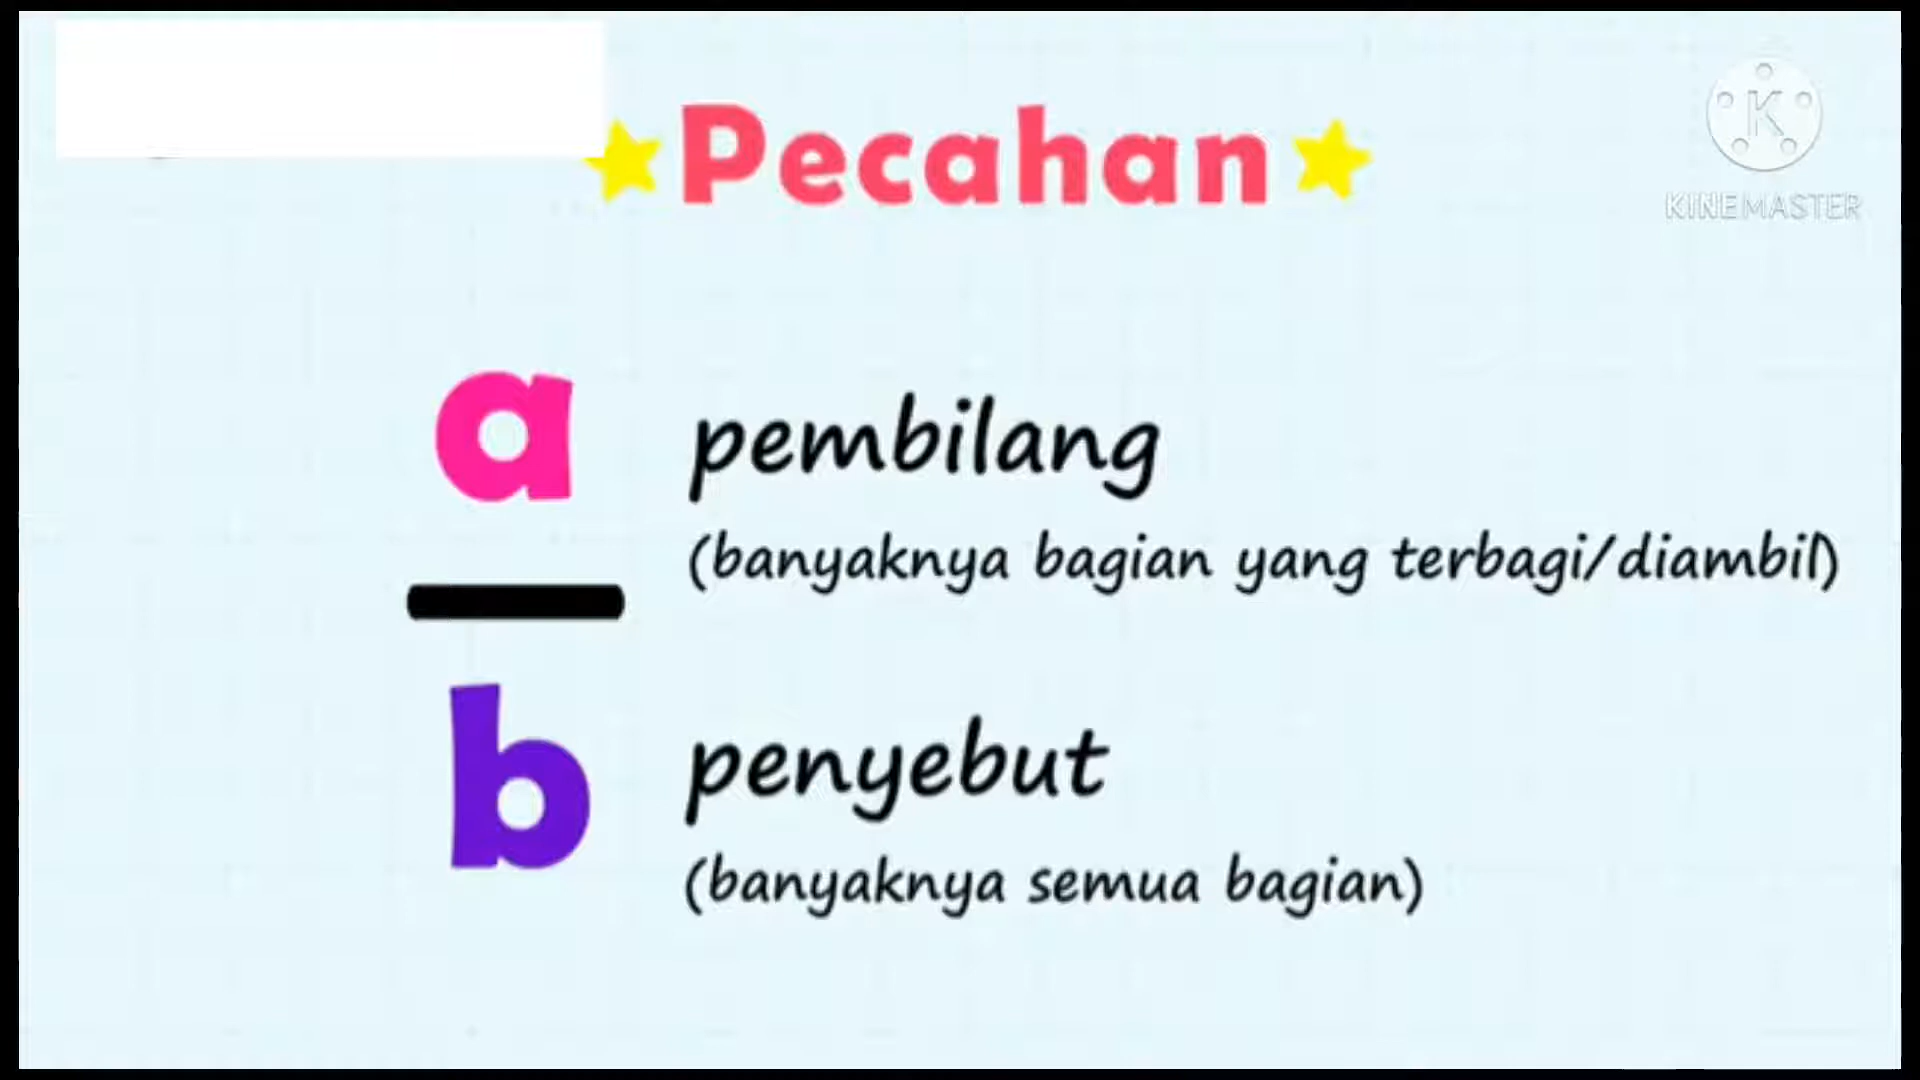 Pecahan
K
KINEMASTER
a
pembilang
(banyaknya bagian yang terbagi/diambil)
b
penyebut
(banyaknya semua bagian)